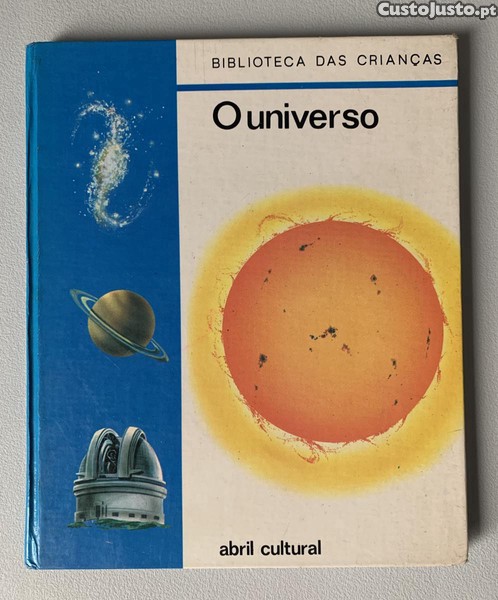 CustoJusto.pt
BIBLIOTECA DAS CRIANÇAS
O universo
abril cultural